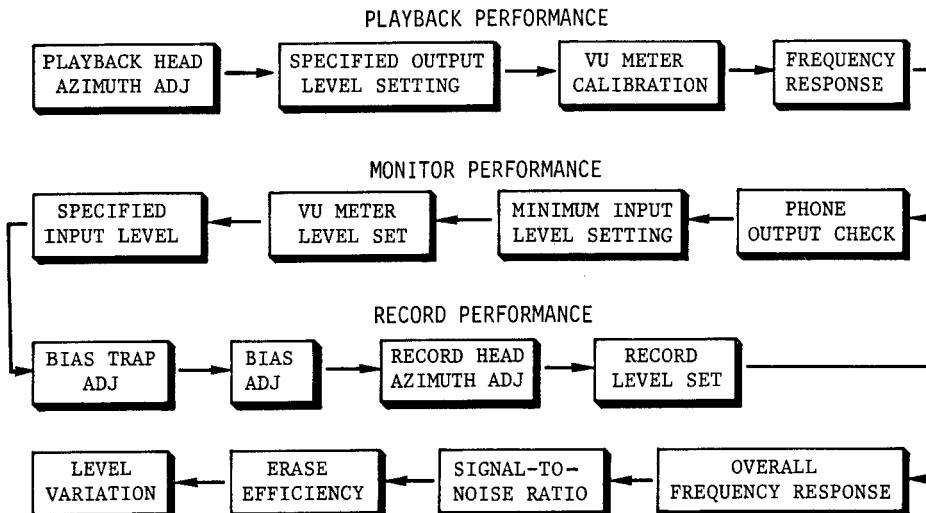 PLAYBACK PERFORMANCE
PLAYBACK HEAD
AZIMUTH ADJ
SPECIFIED OUTPUT
LEVEL SETTING
VU METER
CALIBRATION
FREQUENCY
RESPONSE
MONITOR PERFORMANCE
SPECIFIED
INPUT LEVEL
VU METER
LEVEL SET
MINIMUM INPUT
LEVEL SETTING
PHONE
OUTPUT CHECK
RECORD PERFORMANCE
BIAS TRAP
ADJ
BIAS
ADJ
RECORD HEAD
AZIMUTH ADJ
RECORD
LEVEL SET
LEVEL
VARIATION
ERASE
EFFICIENCY
SIGNAL-TO-
NOISE RATIO
OVERALL
FREQUENCY RESPONSE